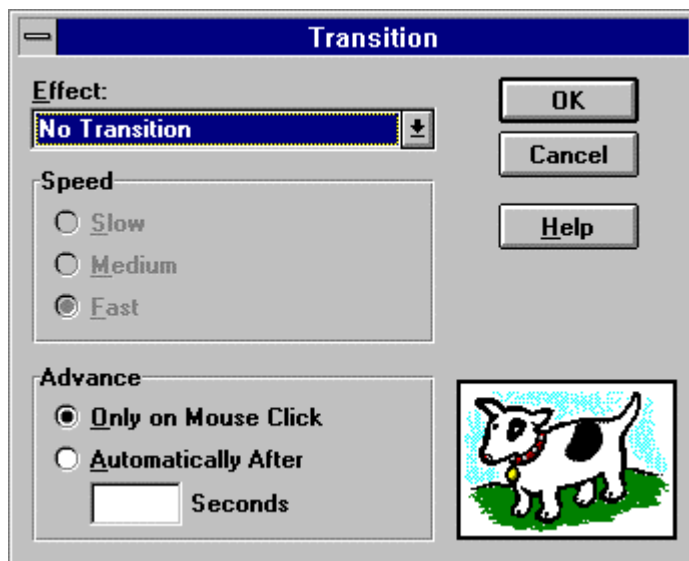 Transition
Effect:
No Transition
OK
Cancel
Help
Speed
Slow
Medium
Fast
Advance
Only on Mouse Click
Automatically After
Seconds